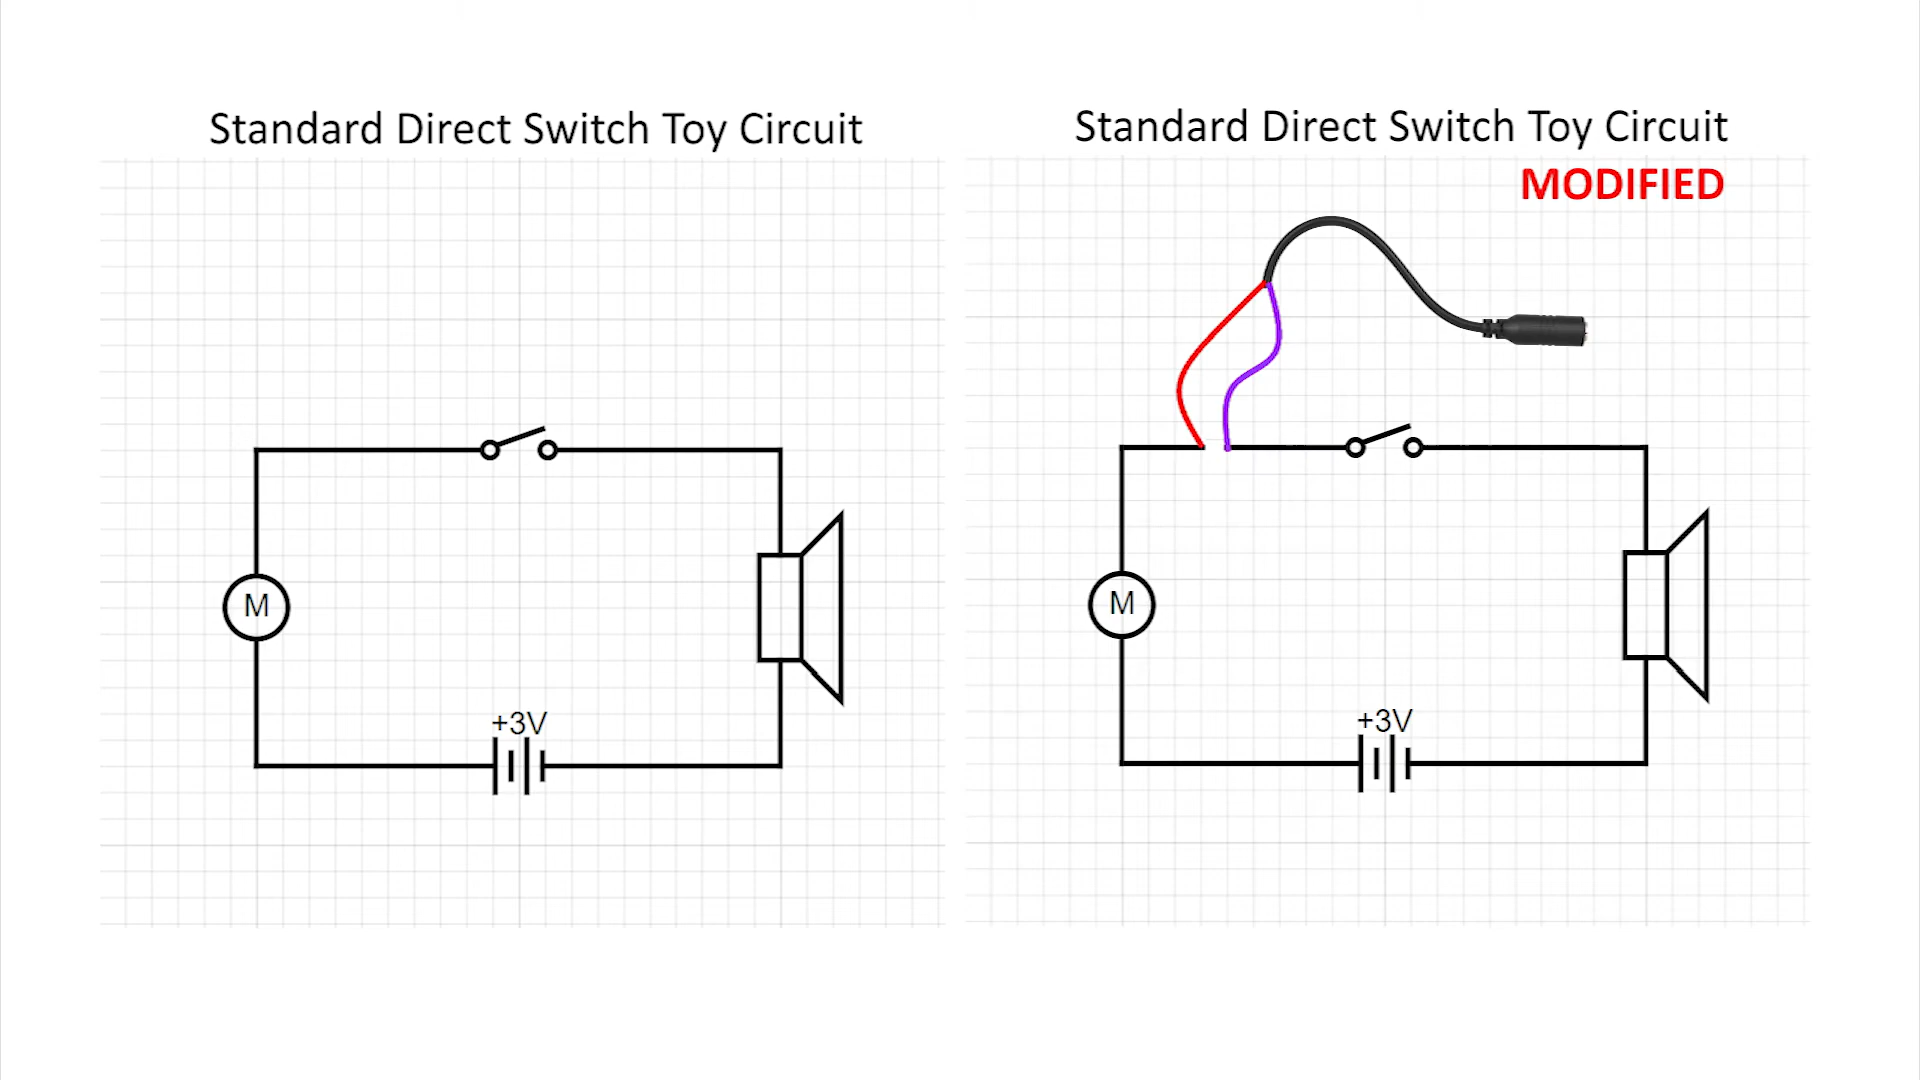 Standard Direct Switch Toy Circuit
M
+3V
Standard Direct Switch Toy Circuit
MODIFIED
M
+3V